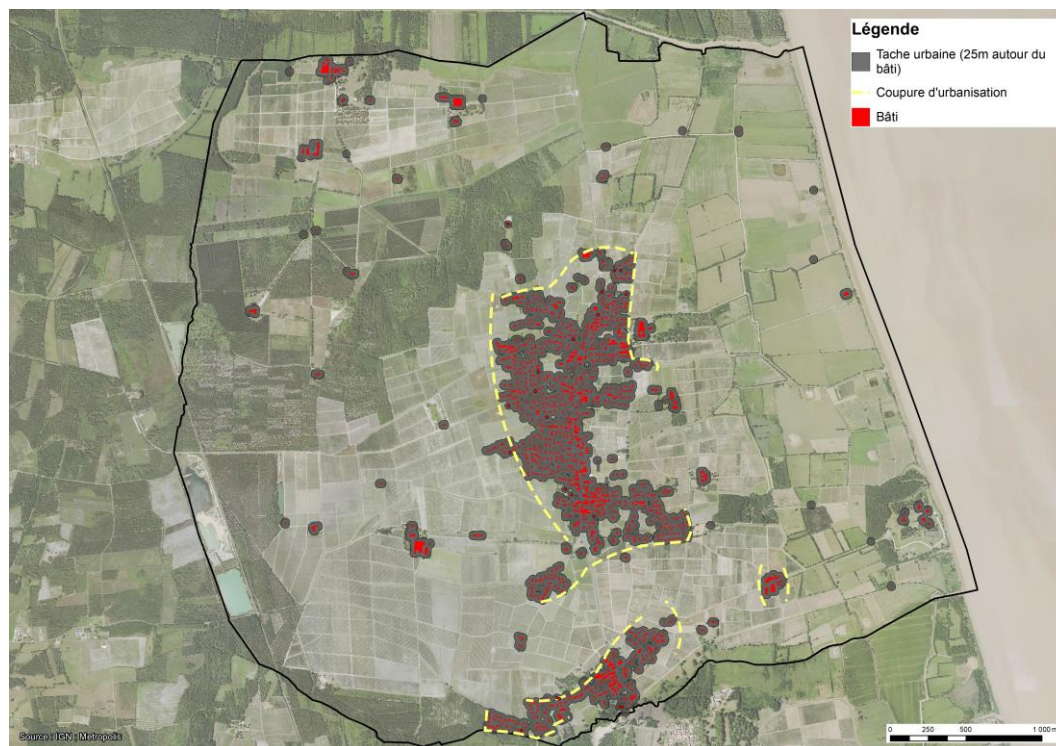 Légende
Tache urbaine (25m autour du
bâti)
Coupure d'urbanisation
Bâti
Source : IGN ; Metropolis
0 250 500 1 000 m